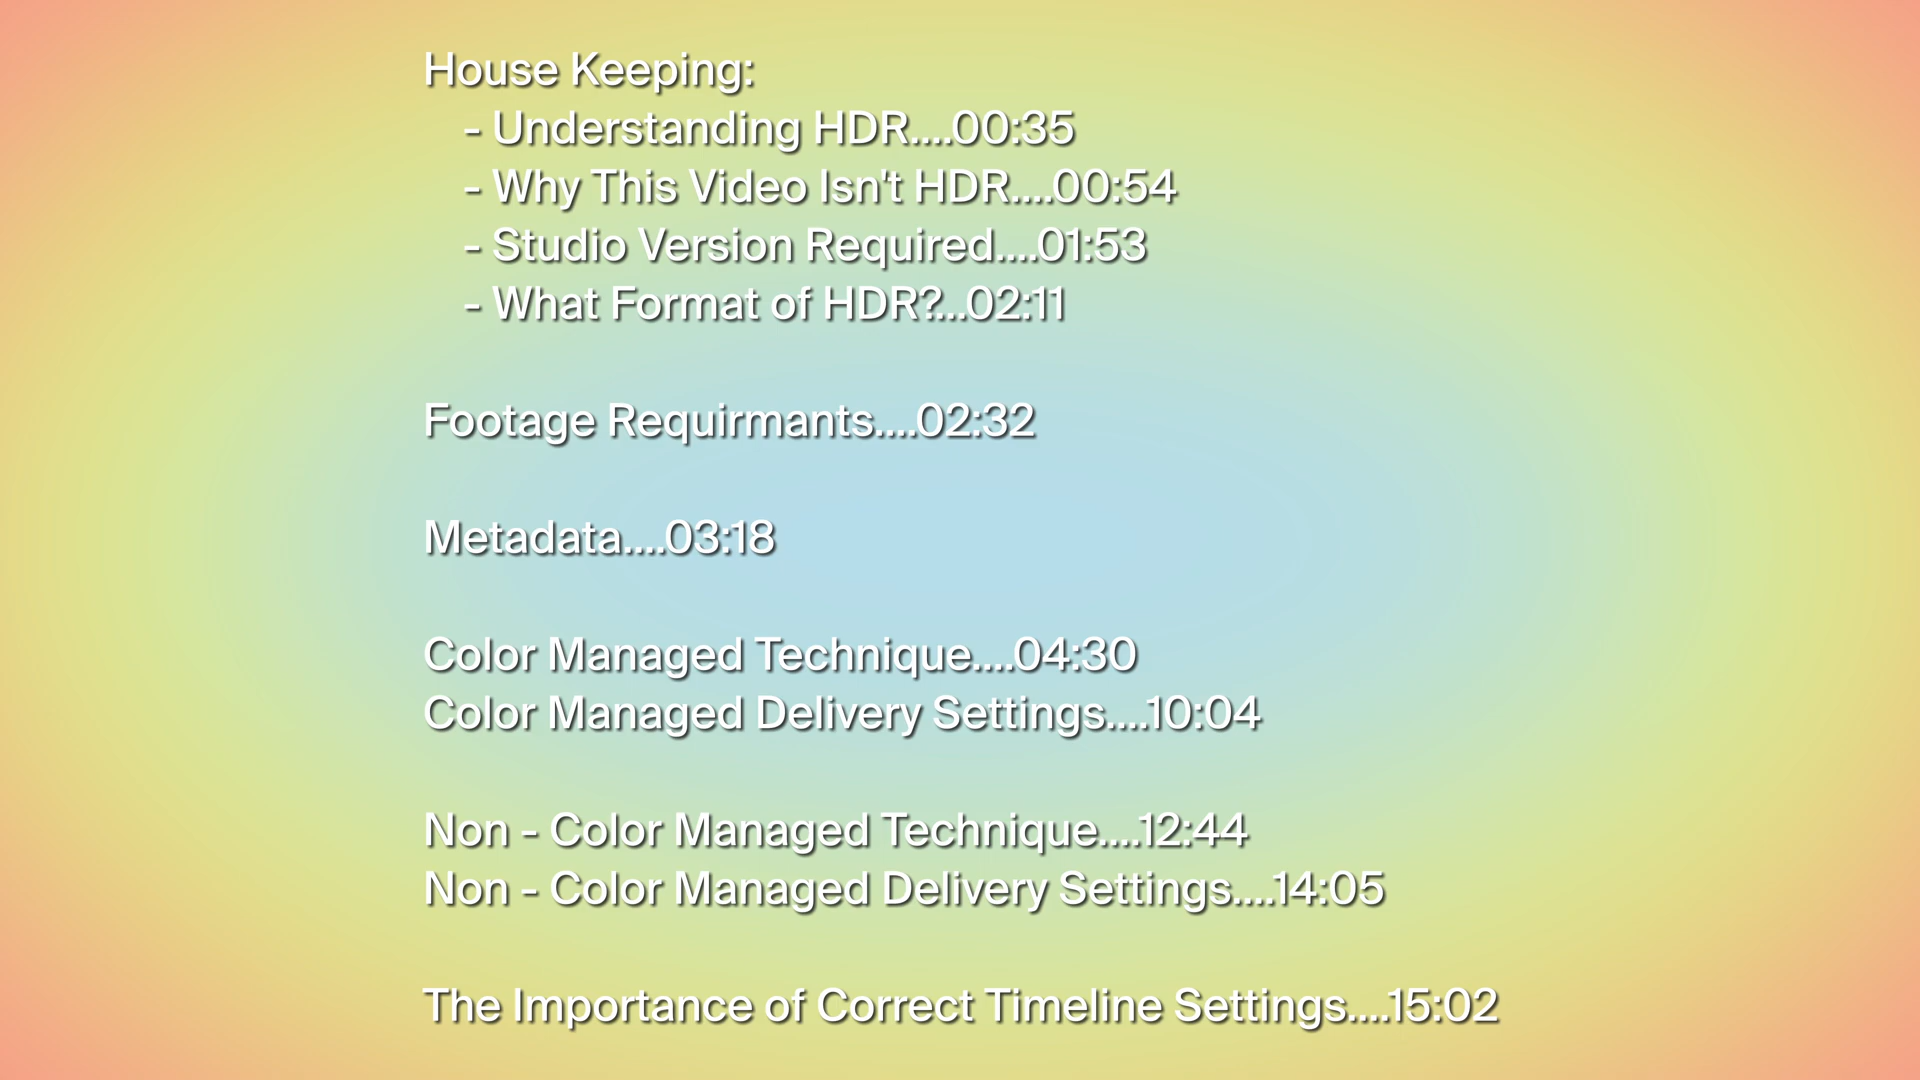 House Keeping:
- Understanding HDR....00:35
- Why This Video Isn't HDR....00:54
- Studio Version Required....01:53
- What Format of HDR?...02:11
Footage Requirmants....02:32
Metadata....03:18
Color Managed Technique....04:30
Color Managed Delivery Settings....10:04
Non - Color Managed Technique....12:44
Non - Color Managed Delivery Settings....14:05
The Importance of Correct Timeline Settings....15:02